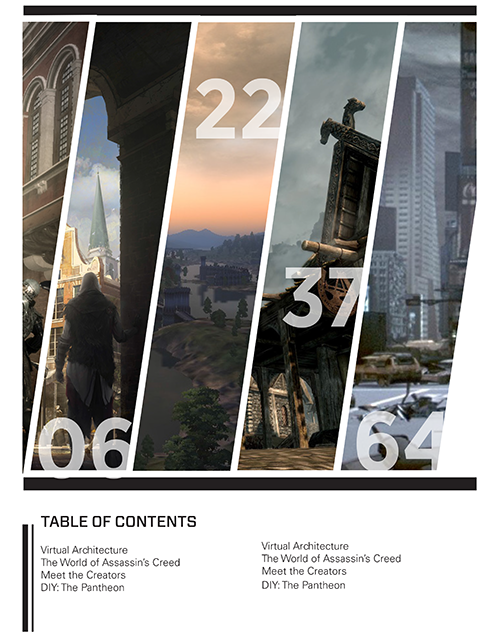 22
37
06
64
TABLE OF CONTENTS
Virtual Architecture
The World of Assassin's Creed
Meet the Creators
DIY: The Pantheon
Virtual Architecture
The World of Assassin's Creed
Meet the Creators
DIY: The Pantheon